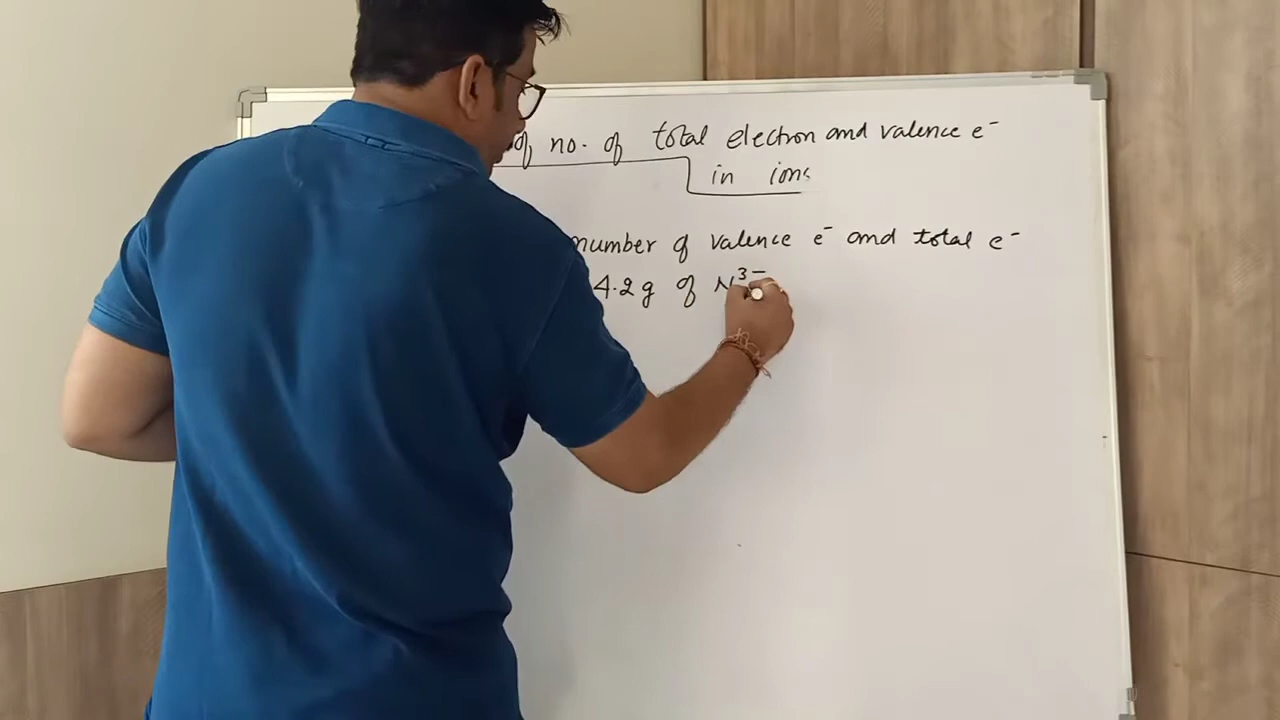 of no. of total electron and valence e⁻
in ions
number of valence e⁻ and total e⁻
4.2g of N³⁻